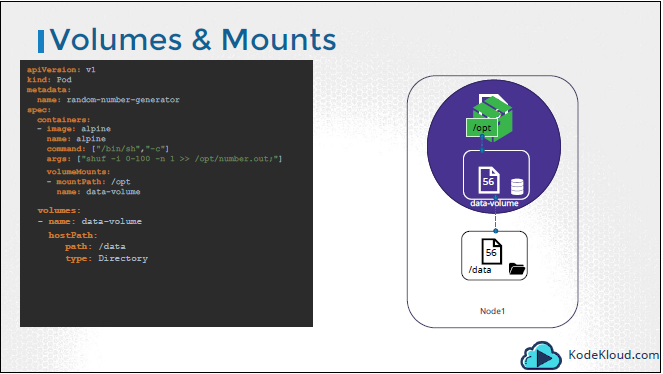 Volumes & Mounts
apiVersion: v1
kind: Pod
metadata:
  name: random-number-generator
spec:
  containers:
  - image: alpine
    name: alpine
    command: ["/bin/sh","-c"]
    args: ["shuf -i 0-100 -n 1 >> /opt/number.out;"]
    volumeMounts:
    - mountPath: /opt
      name: data-volume
  volumes:
  - name: data-volume
    hostPath:
      path: /data
      type: Directory
/opt
56
data-volume
56
/data
Node1
KodeKloud.com